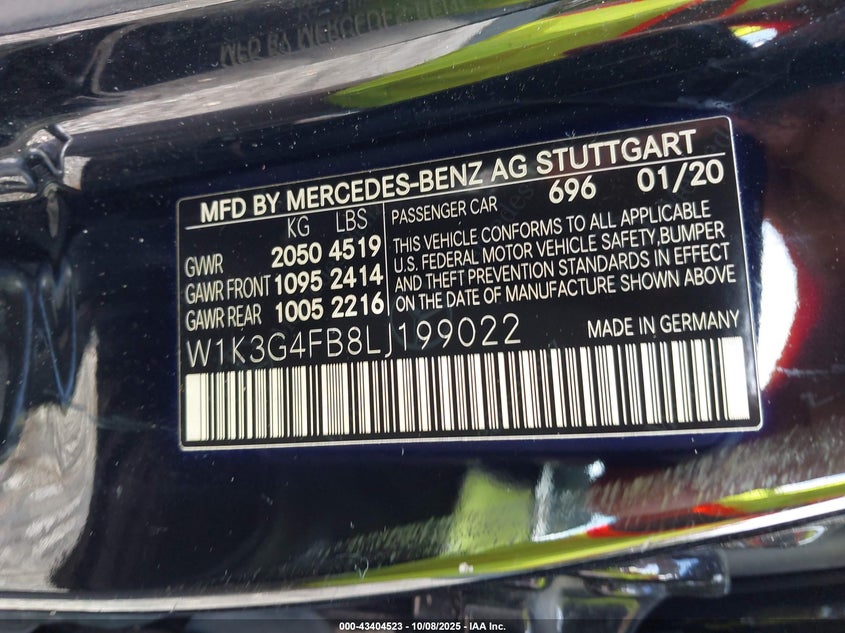 MFD BY MERCEDES-BENZ AG STUTTGART
KG LBS
GVWR 2050 4519
GAWR FRONT 1095 2414
GAWR REAR 1005 2216
PASSENGER CAR 696 01/20
THIS VEHICLE CONFORMS TO ALL APPLICABLE
U.S. FEDERAL MOTOR VEHICLE SAFETY,BUMPER
AND THEFT PREVENTION STANDARDS IN EFFECT
ON THE DATE OF MANUFACTURE SHOWN ABOVE
W1K3G4FB8LJ199022
MADE IN GERMANY
000-43404523 - 10/08/2025 - IAA Inc.